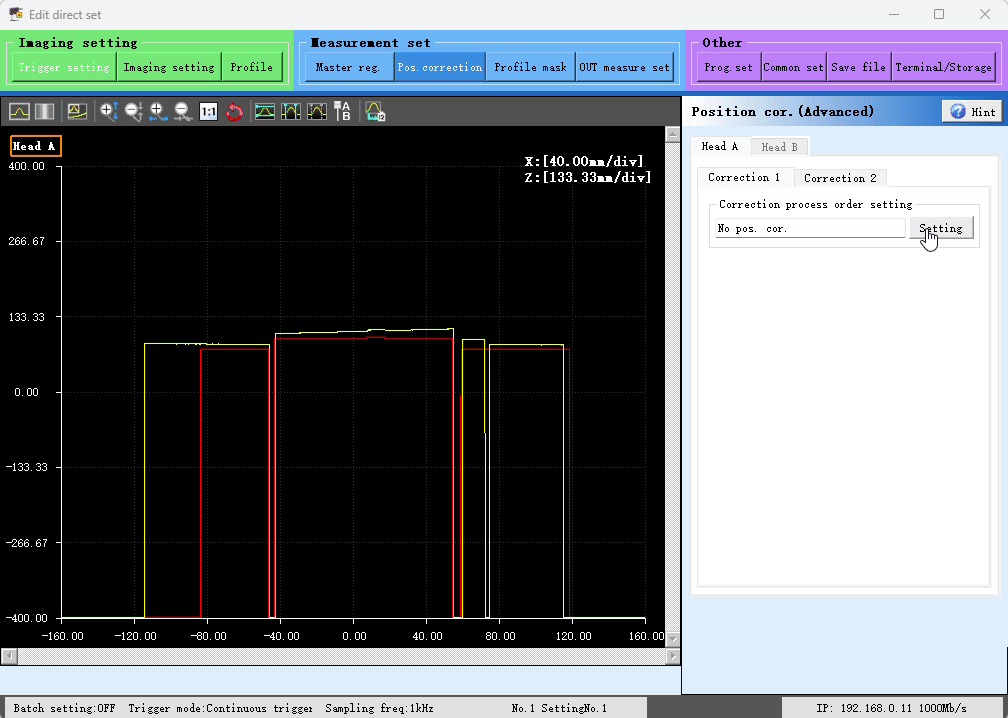 Edit direct set
Imaging setting
Trigger setting
Imaging setting
Profile
Measurement set
Master reg.
Pos.correction
Profile mask
OUT measure set
Other
Prog.set
Common set
Save file
Terminal/Storage
1:1
A
B
Head A
X:[40.00mm/div]
Z:[133.33mm/div]
400.00
266.67
133.33
0.00
-133.33
-266.67
-400.00
-160.00 -120.00 -80.00 -40.00 0.00 40.00 80.00 120.00 160.00
Position cor.(Advanced)
Hint
Head A
Head B
Correction 1
Correction 2
Correction process order setting
No pos. cor.
Setting
Batch setting:OFF Trigger mode:Continuous trigger Sampling freq:1kHz No.1 SettingNo.1 IP: 192.168.0.11 1000Mb/s